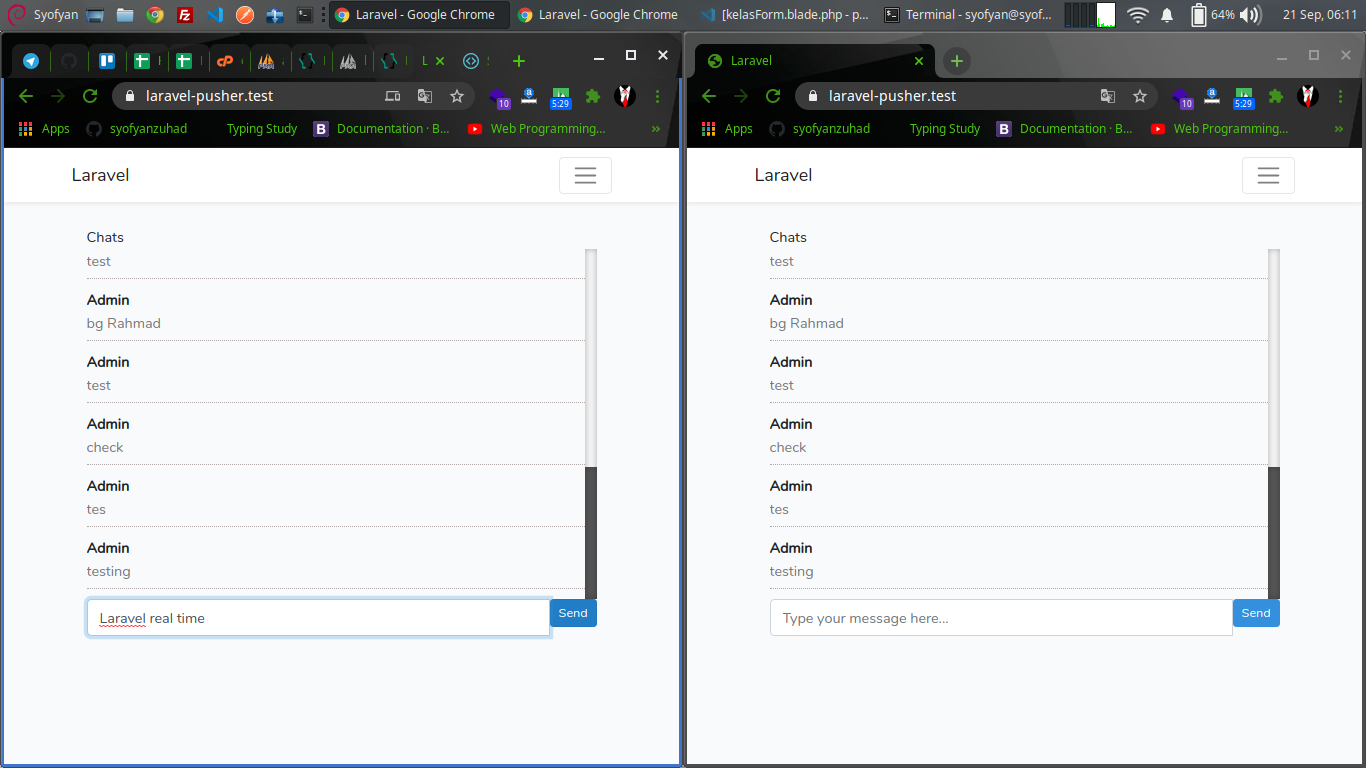 Syofyan Laravel - Google Chrome Laravel - Google Chrome [kelasForm.blade.php - p... Terminal - syofyan@syof... 64% 21 Sep, 06:11
L
laravel-pusher.test 10 a 5:29
Apps syofyanzuhad Typing Study B Documentation · B... Web Programming... »
Laravel
Chats
test
Admin
bg Rahmad
Admin
test
Admin
check
Admin
tes
Admin
testing
Laravel real time Send
Laravel
laravel-pusher.test 10 a 5:29
Apps syofyanzuhad Typing Study B Documentation · B... Web Programming... »
Laravel
Chats
test
Admin
bg Rahmad
Admin
test
Admin
check
Admin
tes
Admin
testing
Type your message here... Send